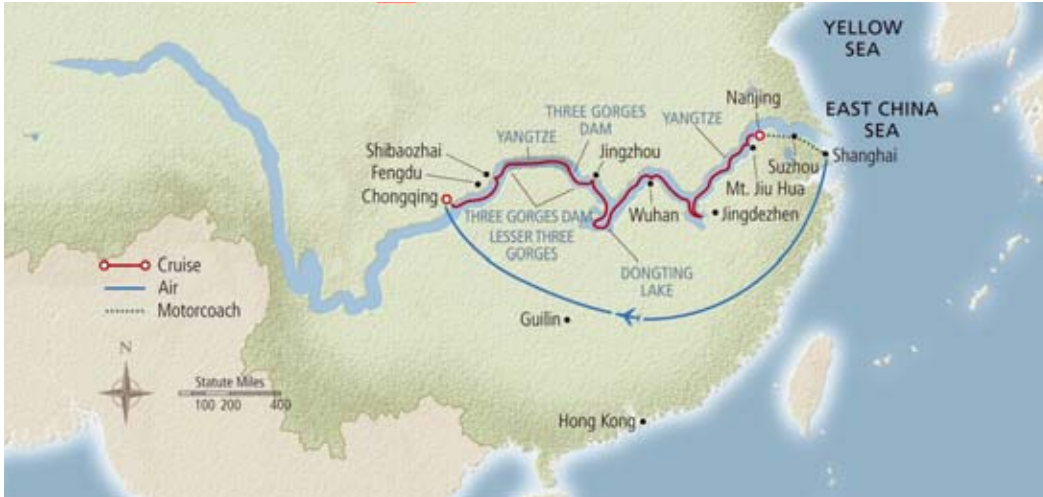 YELLOW
SEA
Nanjing
THREE GORGES
DAM
YANGTZE
EAST CHINA
SEA
YANGTZE
Shibaozhai
Jingzhou
Suzhou
Shanghai
Fengdu
Mt. Jiu Hua
Chongqing
THREE GORGES DAM
LESSER THREE
GORGES
Wuhan
Jingdezhen
DONGTING
LAKE
Cruise
Air
Motorcoach
Guilin
N
Statute Miles
100 200 400
Hong Kong